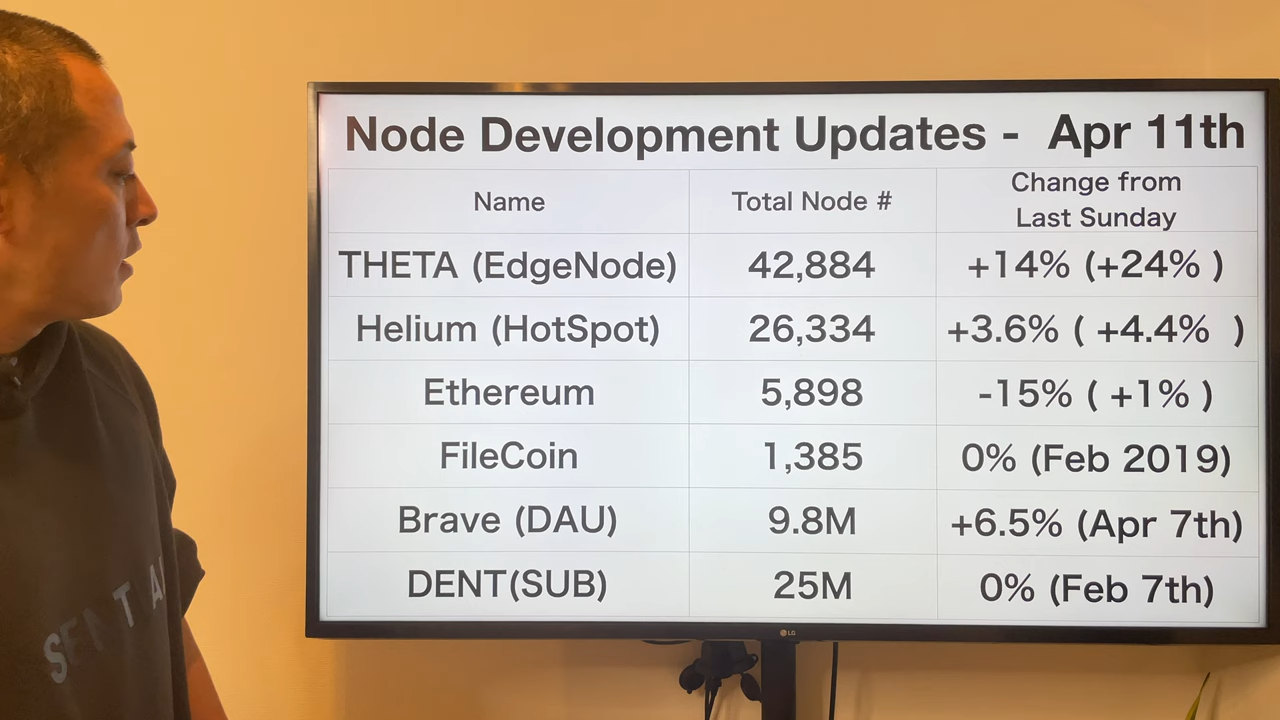 Node Development Updates - Apr 11th
Name Total Node # Change from
Last Sunday
THETA (EdgeNode) 42,884 +14% (+24% )
Helium (HotSpot) 26,334 +3.6% ( +4.4% )
Ethereum 5,898 -15% ( +1% )
FileCoin 1,385 0% (Feb 2019)
Brave (DAU) 9.8M +6.5% (Apr 7th)
DENT(SUB) 25M 0% (Feb 7th)
LG